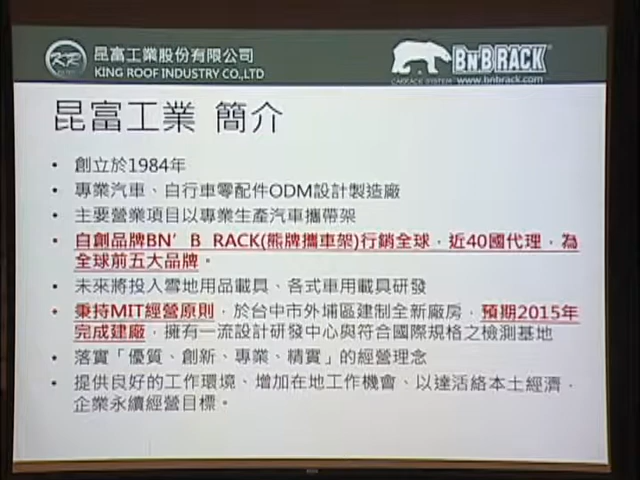 昆富工業股份有限公司
KING ROOF INDUSTRY CO.,LTD
BNB RACK
CARRACK SYSTEM www.bnbrack.com
昆富工業 簡介
• 創立於1984年
• 專業汽車、自行車零配件ODM設計製造廠
• 主要營業項目以專業生產汽車攜帶架
• 自創品牌BN'B RACK(熊牌攜車架)行銷全球，近40國代理，為
全球前五大品牌。
• 未來將投入雪地用品載具、各式車用載具研發
• 秉持MIT經營原則，於台中市外埔區建制全新廠房，預期2015年
完成建廠，擁有一流設計研發中心與符合國際規格之檢測基地
• 落實「優質、創新、專業、精實」的經營理念
• 提供良好的工作環境、增加在地工作機會、以達活絡本土經濟，
企業永續經營目標。